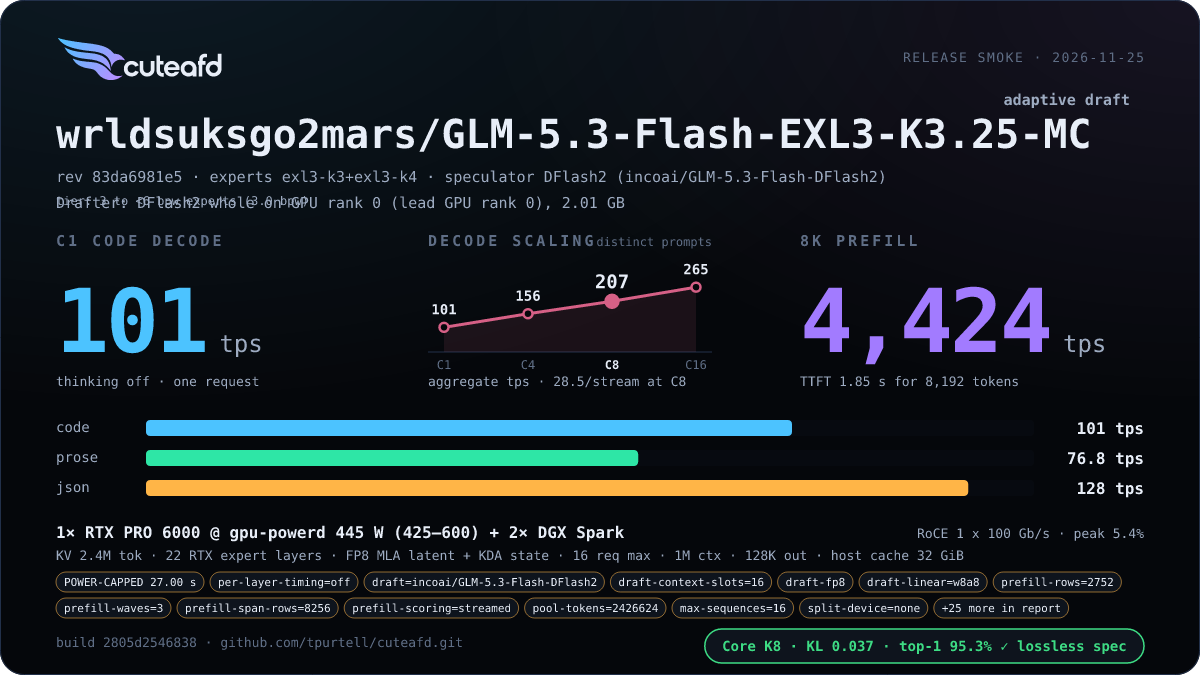 cuteafd
RELEASE SMOKE · 2026-11-25
adaptive draft
wrldsuksgo2mars/GLM-5.3-Flash-EXL3-K3.25-MC
rev 83da6981e5 · experts exl3-k3+exl3-k4 · speculator DFlash2 (incoai/GLM-5.3-Flash-DFlash2)
Drafter: DFlash2 whole on GPU rank 0 (lead GPU rank 0), 2.01 GB
C1 CODE DECODE
101 tps
thinking off · one request
DECODE SCALING distinct prompts
101 156 207 265
C1 C4 C8 C16
aggregate tps · 28.5/stream at C8
8K PREFILL
4,424 tps
TTFT 1.85 s for 8,192 tokens
code 101 tps
prose 76.8 tps
json 128 tps
1× RTX PRO 6000 @ gpu-powerd 445 W (425–600) + 2× DGX Spark
RoCE 1 x 100 Gb/s · peak 5.4%
KV 2.4M tok · 22 RTX expert layers · FP8 MLA latent + KDA state · 16 req max · 1M ctx · 128K out · host cache 32 GiB
POWER-CAPPED 27.00 s per-layer-timing=off draft=incoai/GLM-5.3-Flash-DFlash2 draft-context-slots=16 draft-fp8 draft-linear=w8a8 prefill-rows=2752
prefill-waves=3 prefill-span-rows=8256 prefill-scoring=streamed pool-tokens=2426624 max-sequences=16 split-device=none +25 more in report
build 2805d2546838 · github.com/tpurtell/cuteafd.git
Core K8 · KL 0.037 · top-1 95.3% ✓ lossless spec